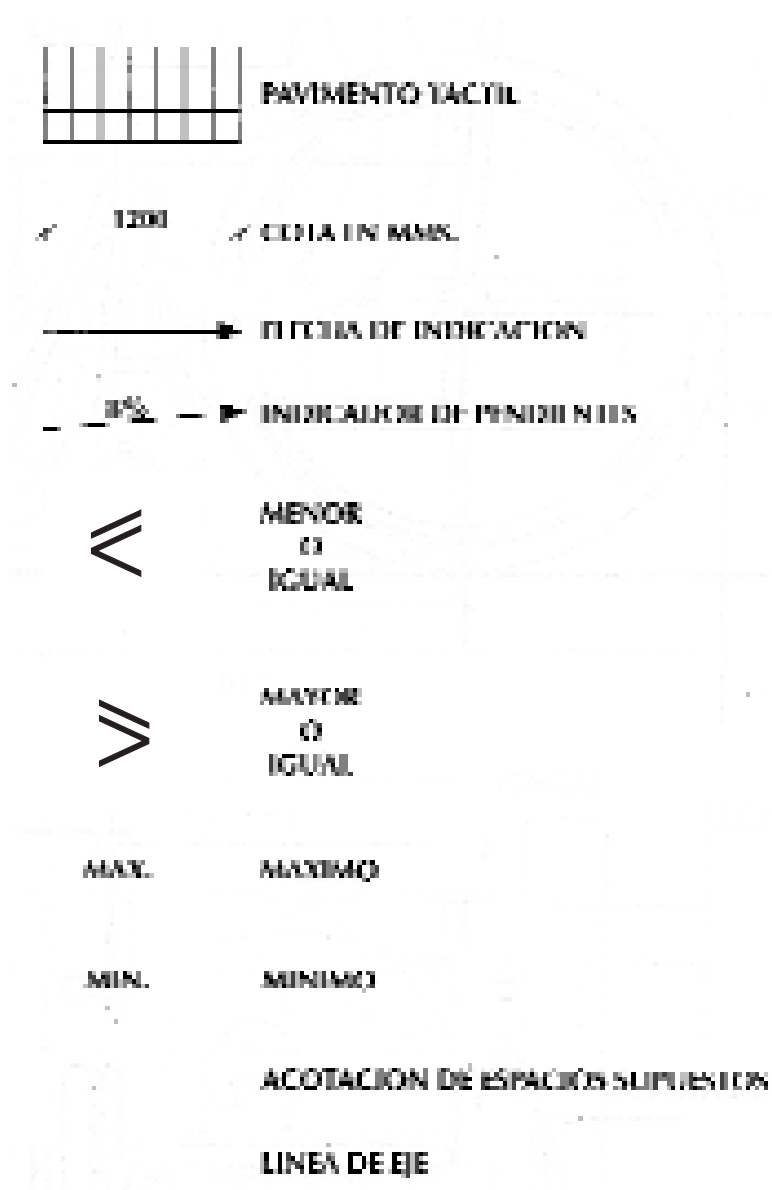 PAVIMENTO TACTIL
1200
COTA EN MMS.
FLECHA DE INDICACION
8%
INDICADOR DE PENDIENTES
≤
MENOR
O
IGUAL
≥
MAYOR
O
IGUAL
MAX.
MAXIMO
MIN.
MINIMO
ACOTACION DE ESPACIOS SUPUESTOS
LINEA DE EJE